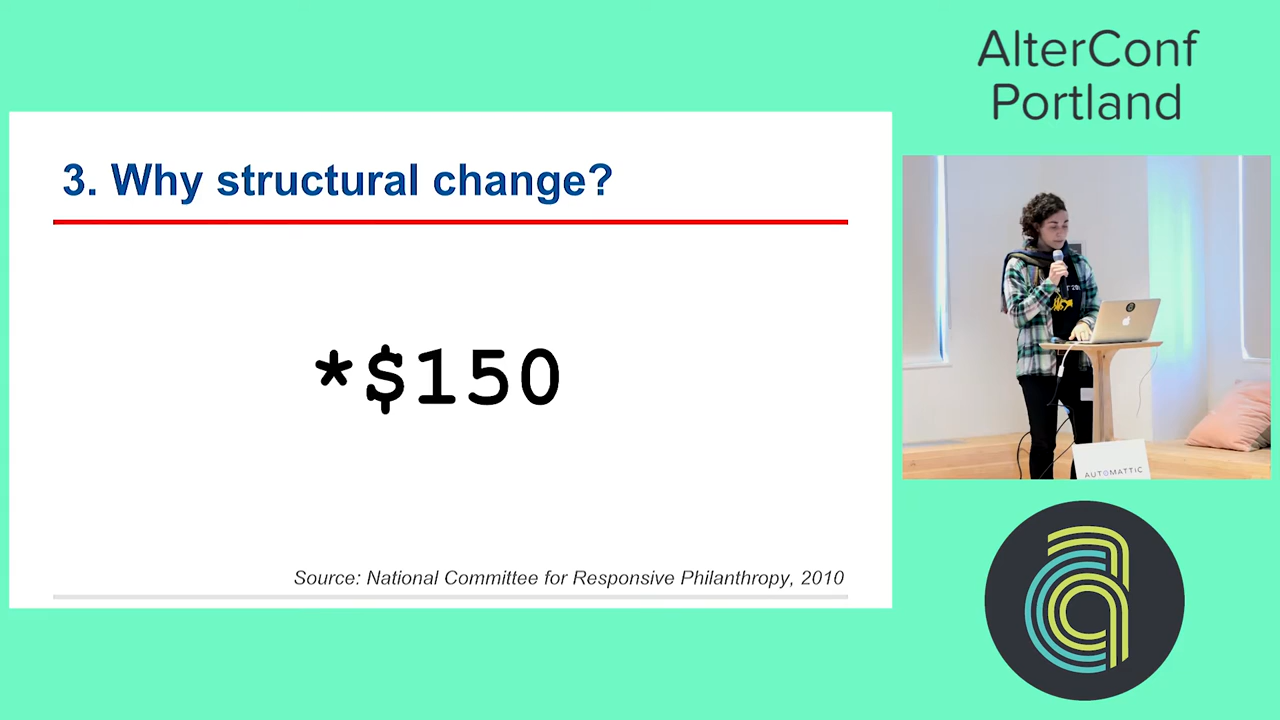 AlterConf
Portland
3. Why structural change?
*$150
Source: National Committee for Responsive Philanthropy, 2010
AUTOMATTIC